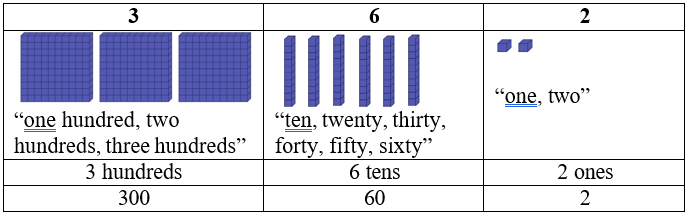 3 6 2
“one hundred, two
hundreds, three hundreds”
“ten, twenty, thirty,
forty, fifty, sixty”
“one, two”
3 hundreds 6 tens 2 ones
300 60 2